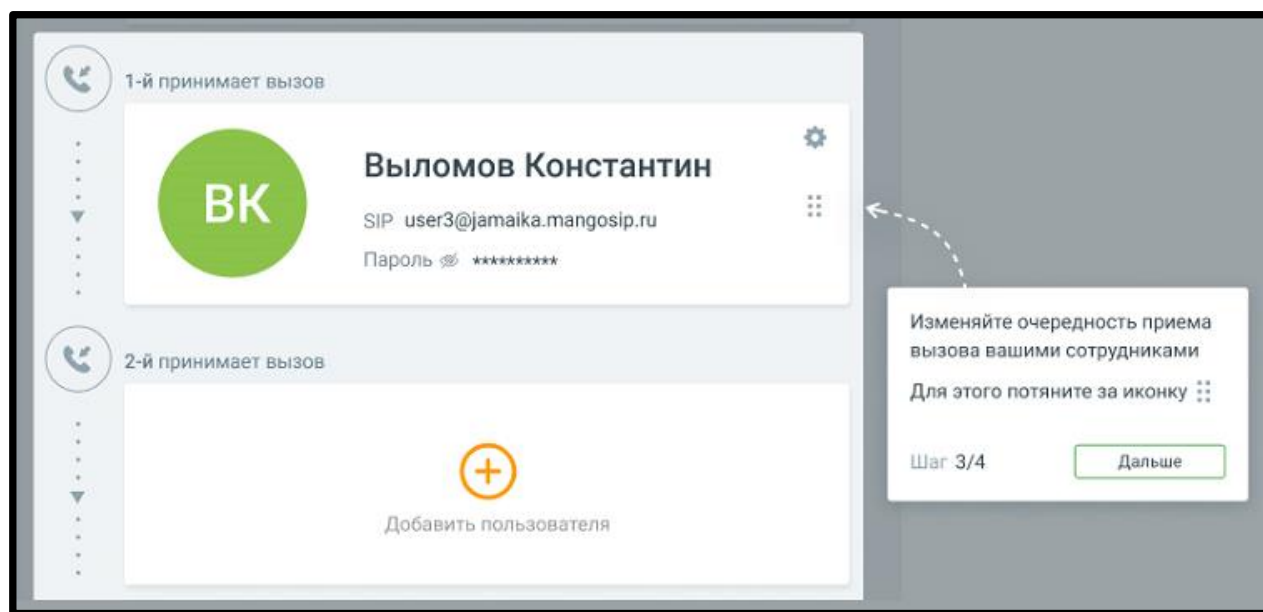 1-й принимает вызов
ВК
Выломов Константин
SIP user3@jamaika.mangosip.ru
Пароль **********
2-й принимает вызов
Добавить пользователя
Изменяйте очередность приема
вызова вашими сотрудниками
Для этого потяните за иконку
Шаг 3/4
Дальше